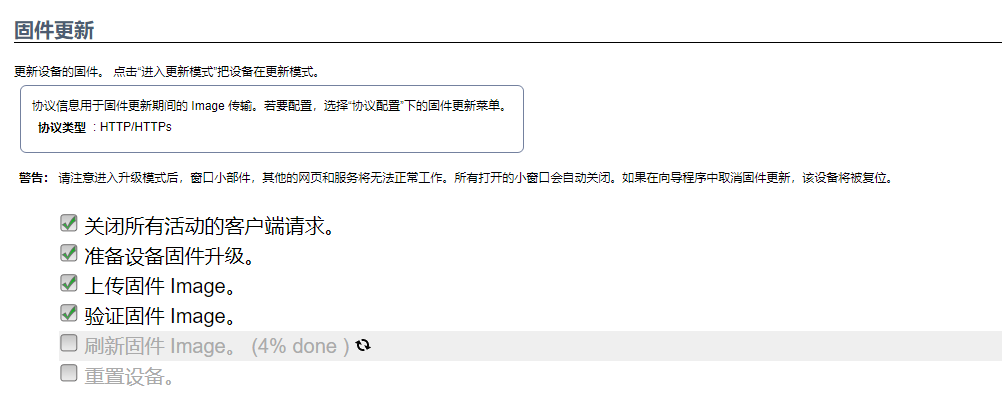 固件更新
更新设备的固件。 点击“进入更新模式”把设备在更新模式。
协议信息用于固件更新期间的 Image 传输。若要配置，选择“协议配置”下的固件更新菜单。
协议类型 : HTTP/HTTPs
警告： 请注意进入升级模式后，窗口小部件，其他的网页和服务将无法正常工作。所有打开的小窗口会自动关闭。如果在向导程序中取消固件更新，该设备将被复位。
关闭所有活动的客户端请求。
准备设备固件升级。
上传固件 Image。
验证固件 Image。
刷新固件 Image。 (4% done )
重置设备。